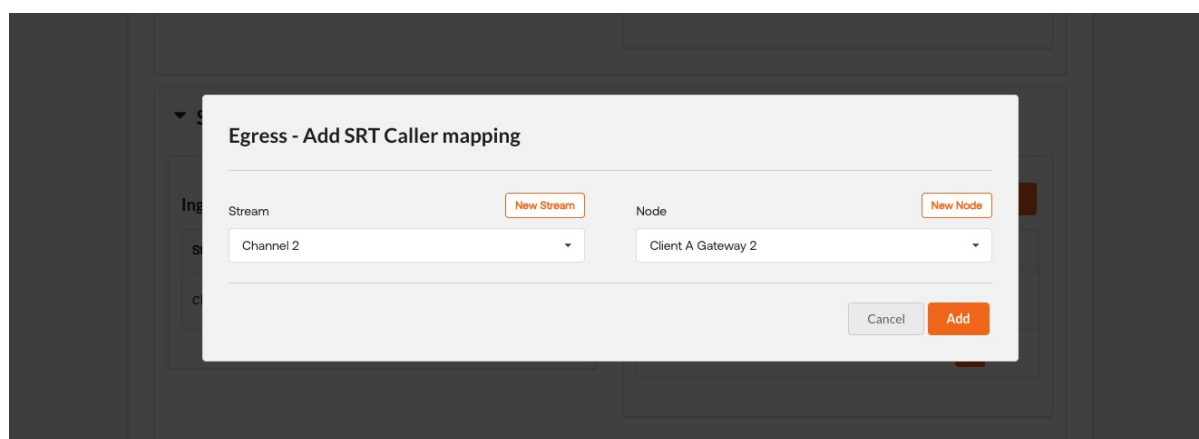 Egress - Add SRT Caller mapping
Stream
New Stream
Node
New Node
Channel 2
Client A Gateway 2
Cancel
Add